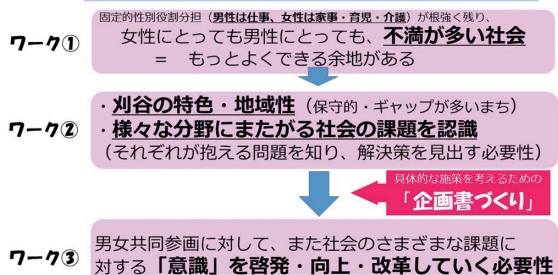 固定的性別役割分担（男性は仕事、女性は家事・育児・介護）が根強く残り、
ワーク① 女性にとっても男性にとっても、不満が多い社会
＝ もっとよくできる余地がある
・刈谷の特色・地域性（保守的・ギャップが多いまち）
ワーク② ・様々な分野にまたがる社会の課題を認識
（それぞれが抱える問題を知り、解決策を見出す必要性）
具体的な施策を考えるための
「企画書づくり」
男女共同参画に対して、また社会のさまざまな課題に
ワーク③ 対する「意識」を啓発・向上・改革していく必要性